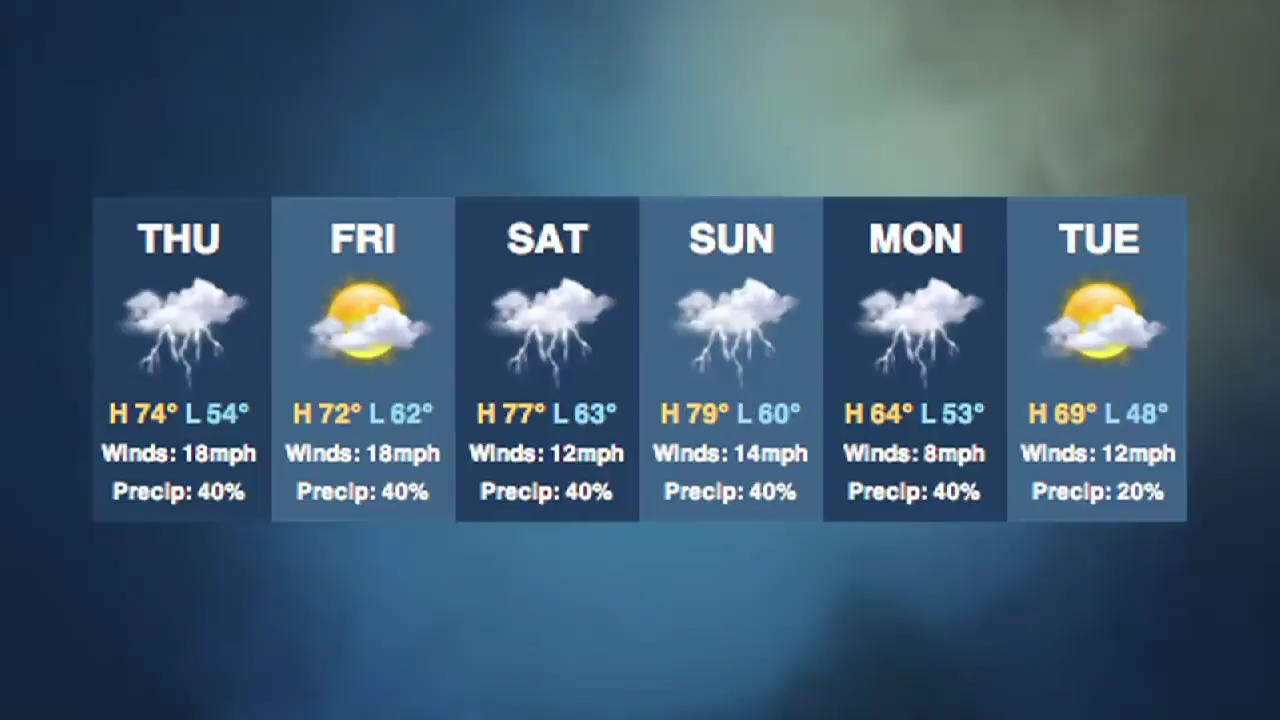 THU
H 74° L 54°
Winds: 18mph
Precip: 40%
FRI
H 72° L 62°
Winds: 18mph
Precip: 40%
SAT
H 77° L 63°
Winds: 12mph
Precip: 40%
SUN
H 79° L 60°
Winds: 14mph
Precip: 40%
MON
H 64° L 53°
Winds: 8mph
Precip: 40%
TUE
H 69° L 48°
Winds: 12mph
Precip: 20%